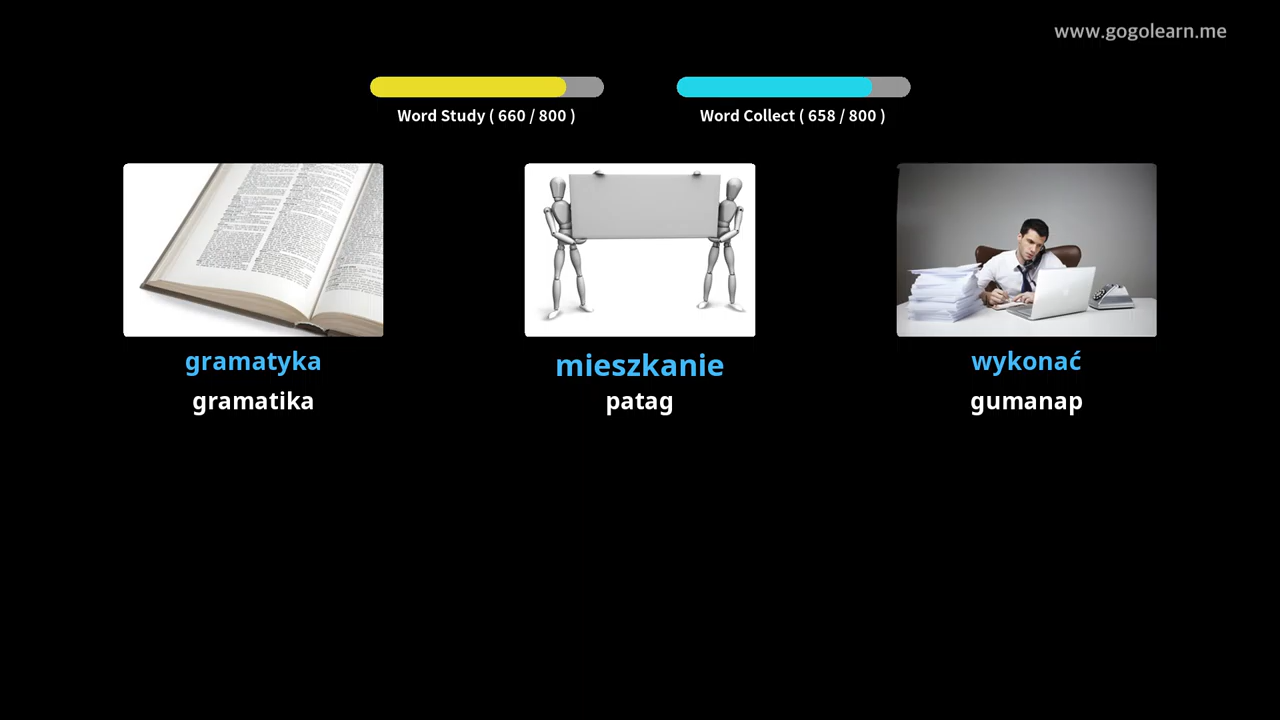 www.gogolearn.me
Word Study ( 660 / 800 )
Word Collect ( 658 / 800 )
gramatyka
mieszkanie
wykonać
gramatika
patag
gumanap